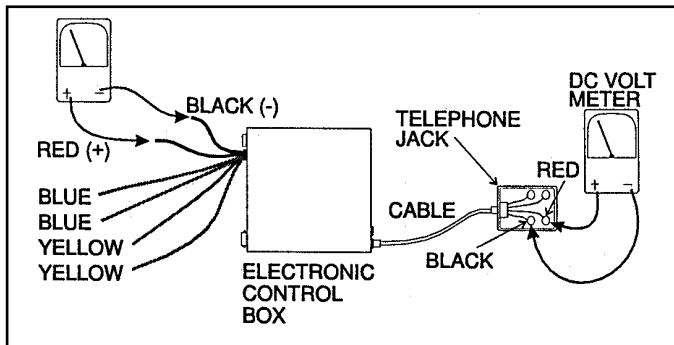 + –
BLACK (-)
RED (+)
BLUE
BLUE
YELLOW
YELLOW
ELECTRONIC
CONTROL
BOX
CABLE
TELEPHONE
JACK
RED
BLACK
DC VOLT
METER
+ –